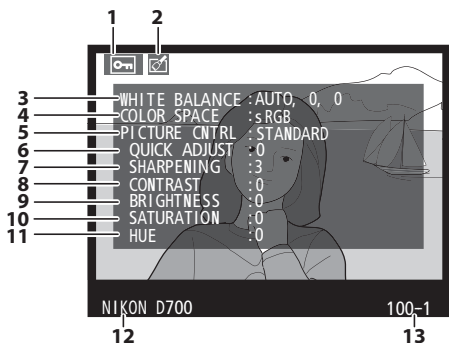 1 2
3 WHITE BALANCE :AUTO, 0, 0
4 COLOR SPACE :sRGB
5 PICTURE CNTRL :STANDARD
6 QUICK ADJUST :0
7 SHARPENING :3
8 CONTRAST :0
9 BRIGHTNESS :0
10 SATURATION :0
11 HUE :0
NIKON D700 100-1
12 13